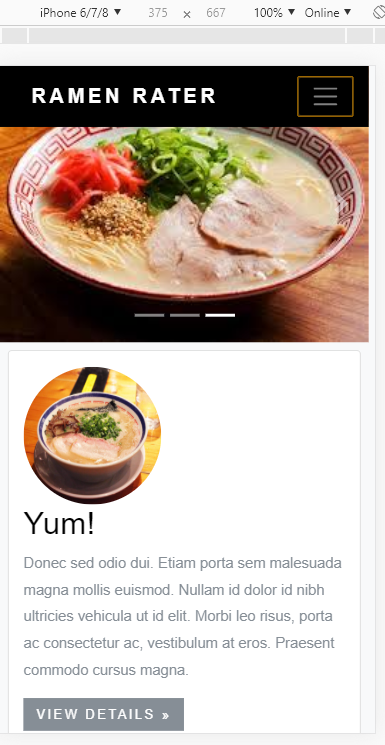 iPhone 6/7/8 ▼ 375 × 667 100% ▼ Online ▼
RAMEN RATER
Yum!
Donec sed odio dui. Etiam porta sem malesuada
magna mollis euismod. Nullam id dolor id nibh
ultricies vehicula ut id elit. Morbi leo risus, porta
ac consectetur ac, vestibulum at eros. Praesent
commodo cursus magna.
VIEW DETAILS »